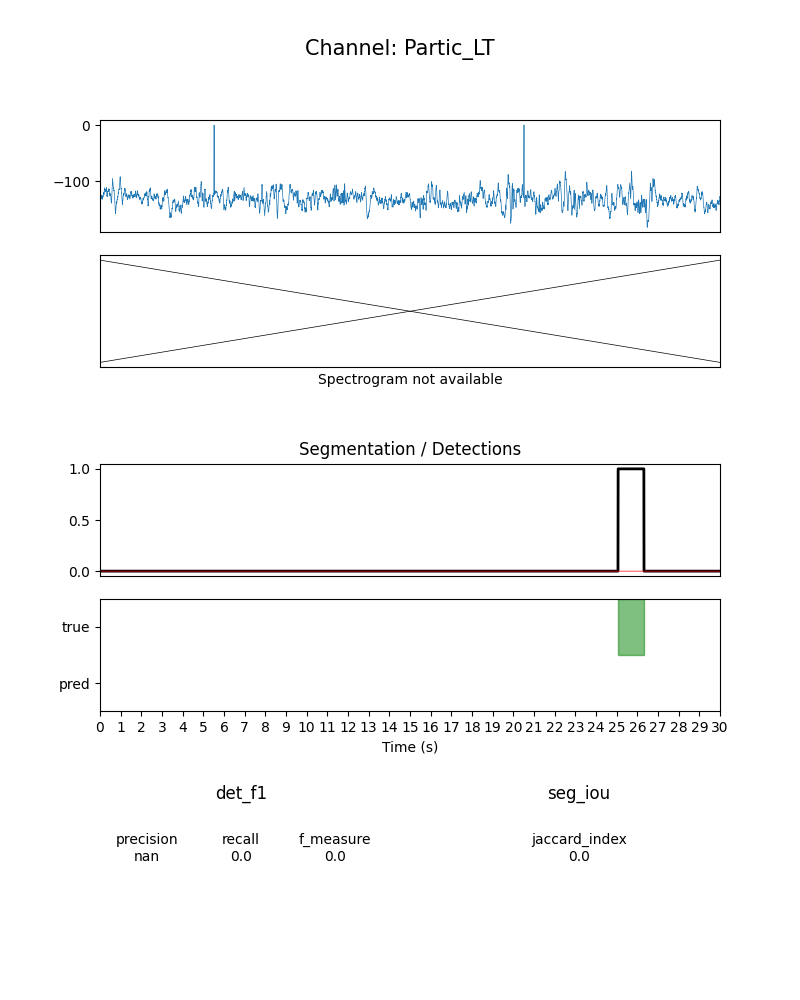 Channel: Partic_LT
0
−100
Spectrogram not available
Segmentation / Detections
1.0
0.5
0.0
true
pred
0 1 2 3 4 5 6 7 8 9 10 11 12 13 14 15 16 17 18 19 20 21 22 23 24 25 26 27 28 29 30
Time (s)
det_f1 seg_iou
precision recall f_measure jaccard_index
nan 0.0 0.0 0.0